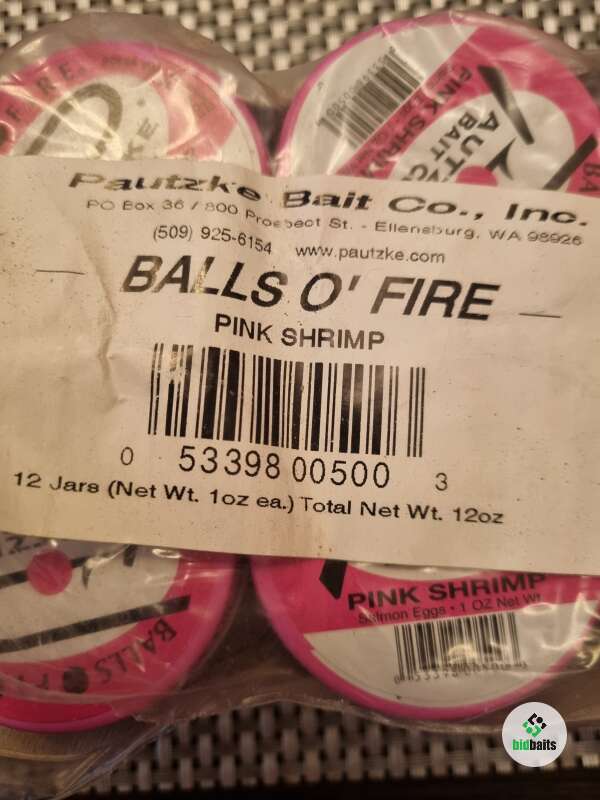 PINK SHRIMP
Pautzke Bait Co., Inc.
PO Box 36 / 800 Prospect St. - Ellensburg, WA 98926
(509) 925-6154 www.pautzke.com
BALLS O' FIRE
PINK SHRIMP
0 53398 00500 3
12 Jars (Net Wt. 1oz ea.) Total Net Wt. 12oz
PINK SHRIMP
Salmon Eggs • 1 OZ Net Wt
BALLS
bidbaits